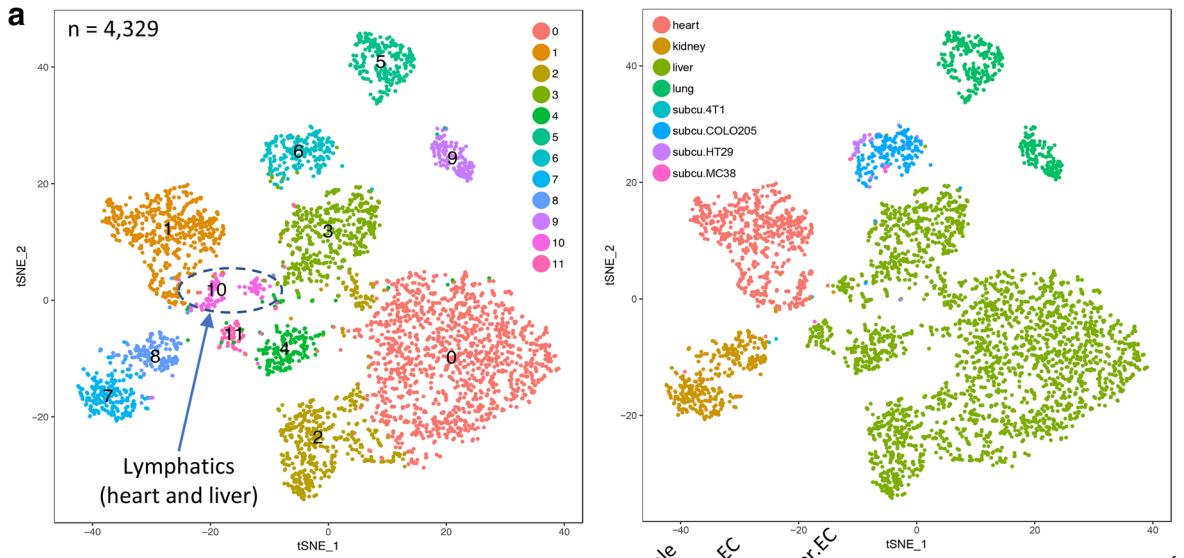 a
n = 4,329
0
1
2
3
4
5
6
7
8
9
10
11
5
6
9
1
3
10
11
4
8
0
7
2
Lymphatics
(heart and liver)
40
20
0
−20
−40
−20
0
20
40
tSNE_1
tSNE_2
heart
kidney
liver
lung
subcu.4T1
subcu.COLO205
subcu.HT29
subcu.MC38
40
20
0
−20
−40
−20
0
20
40
tSNE_1
tSNE_2